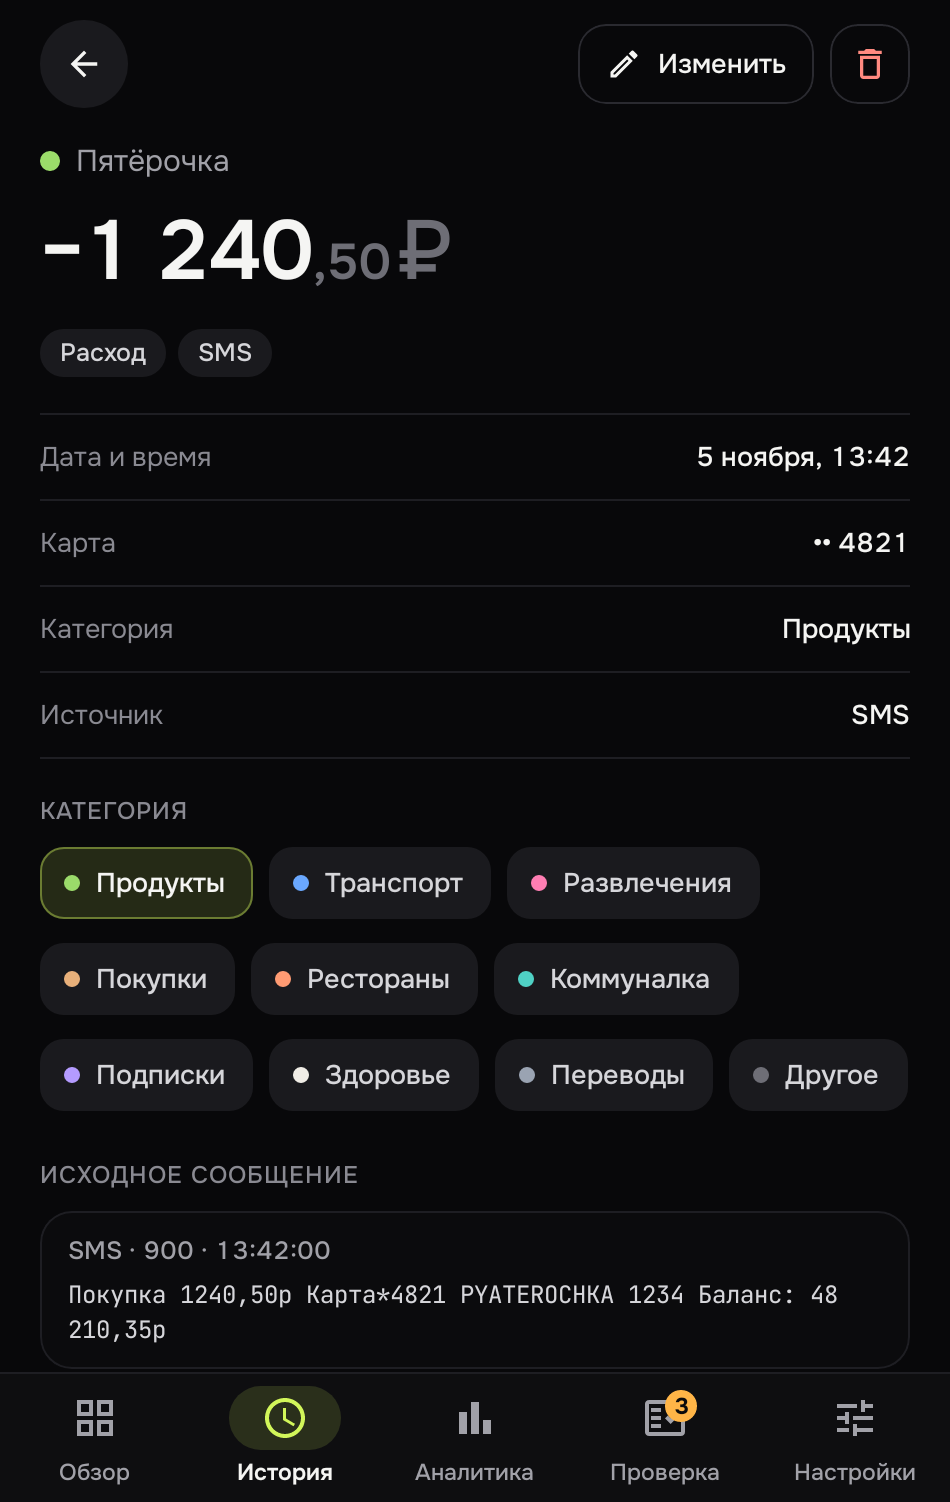 Изменить
Пятёрочка
−1 240,50 ₽
Расход SMS
Дата и время 5 ноября, 13:42
Карта •• 4821
Категория Продукты
Источник SMS
КАТЕГОРИЯ
Продукты Транспорт Развлечения
Покупки Рестораны Коммуналка
Подписки Здоровье Переводы Другое
ИСХОДНОЕ СООБЩЕНИЕ
SMS · 900 · 13:42:00
Покупка 1240,50р Карта*4821 PYATEROCHKA 1234 Баланс: 48
210,35р
3
Обзор История Аналитика Проверка Настройки